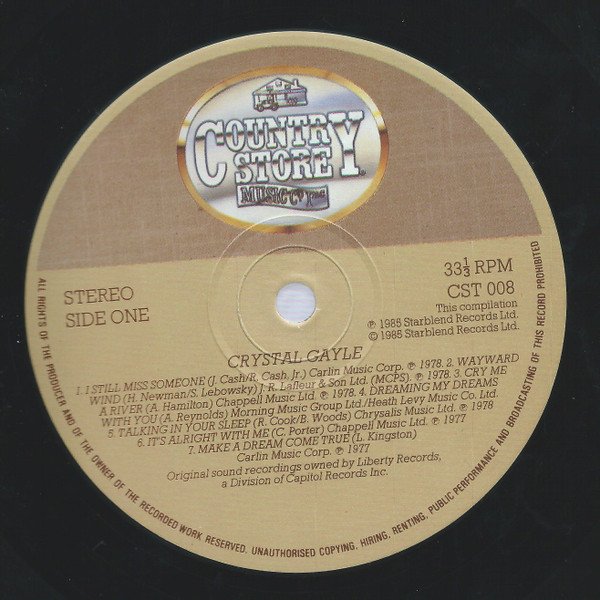 COUNTRY
STORE
MUSIC Co Inc
STEREO
SIDE ONE
33⅓ RPM
CST 008
This compilation
℗ 1985 Starblend Records Ltd.
© 1985 Starblend Records Ltd.
CRYSTAL GAYLE
1. I STILL MISS SOMEONE (J. Cash/R. Cash. Jr.) Carlin Music Corp. ℗ 1978. 2. WAYWARD
WIND (H. Newman/S. Lebowsky) J. R. Lafleur & Son Ltd. (MCPS). ℗ 1978. 3. CRY ME
A RIVER (A. Hamilton) Chappell Music Ltd. ℗ 1978. 4. DREAMING MY DREAMS
WITH YOU (A. Reynolds) Morning Music Group Ltd./Heath Levy Music Co. Ltd.
5. TALKING IN YOUR SLEEP (R. Cook/B. Woods) Chrysalis Music Ltd. ℗ 1978
6. IT'S ALRIGHT WITH ME (C. Porter) Chappell Music Ltd. ℗ 1977
7. MAKE A DREAM COME TRUE (L. Kingston)
Carlin Music Corp. ℗ 1977
Original sound recordings owned by Liberty Records,
a Division of Capitol Records Inc.
ALL RIGHTS OF THE PRODUCER AND OF THE OWNER OF THE RECORDED WORK RESERVED. UNAUTHORISED COPYING, HIRING, RENTING, PUBLIC PERFORMANCE AND BROADCASTING OF THIS RECORD PROHIBITED